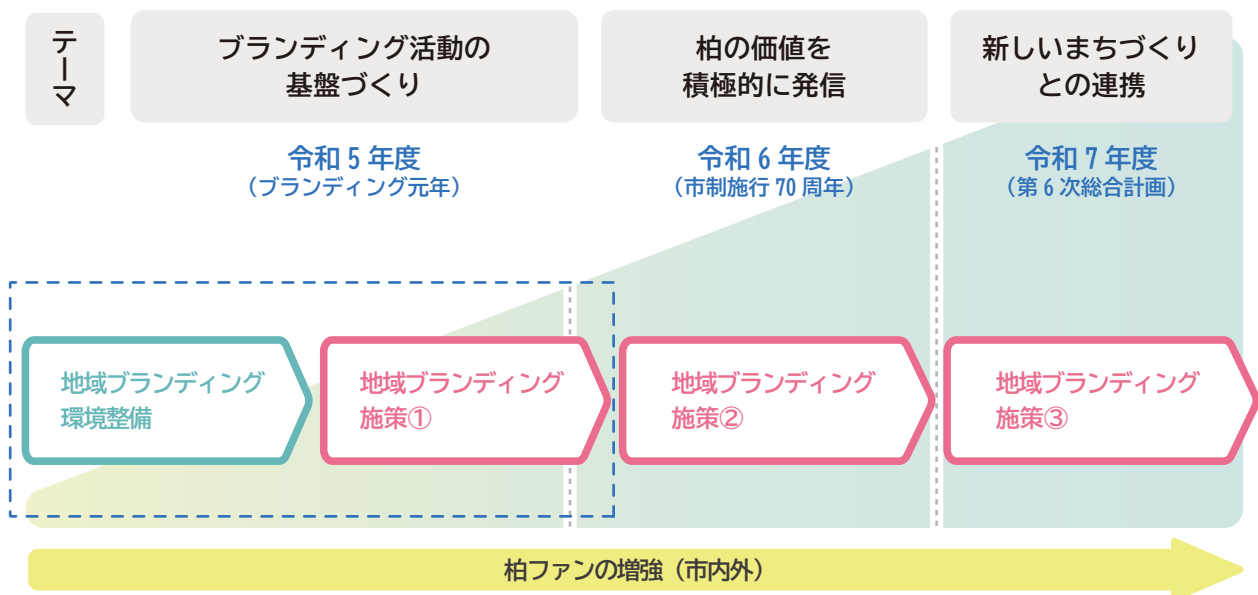 テーマ
ブランディング活動の
基盤づくり
柏の価値を
積極的に発信
新しいまちづくり
との連携
令和5年度
（ブランディング元年）
令和6年度
（市制施行70周年）
令和7年度
（第6次総合計画）
地域ブランディング
環境整備
地域ブランディング
施策①
地域ブランディング
施策②
地域ブランディング
施策③
柏ファンの増強（市内外）